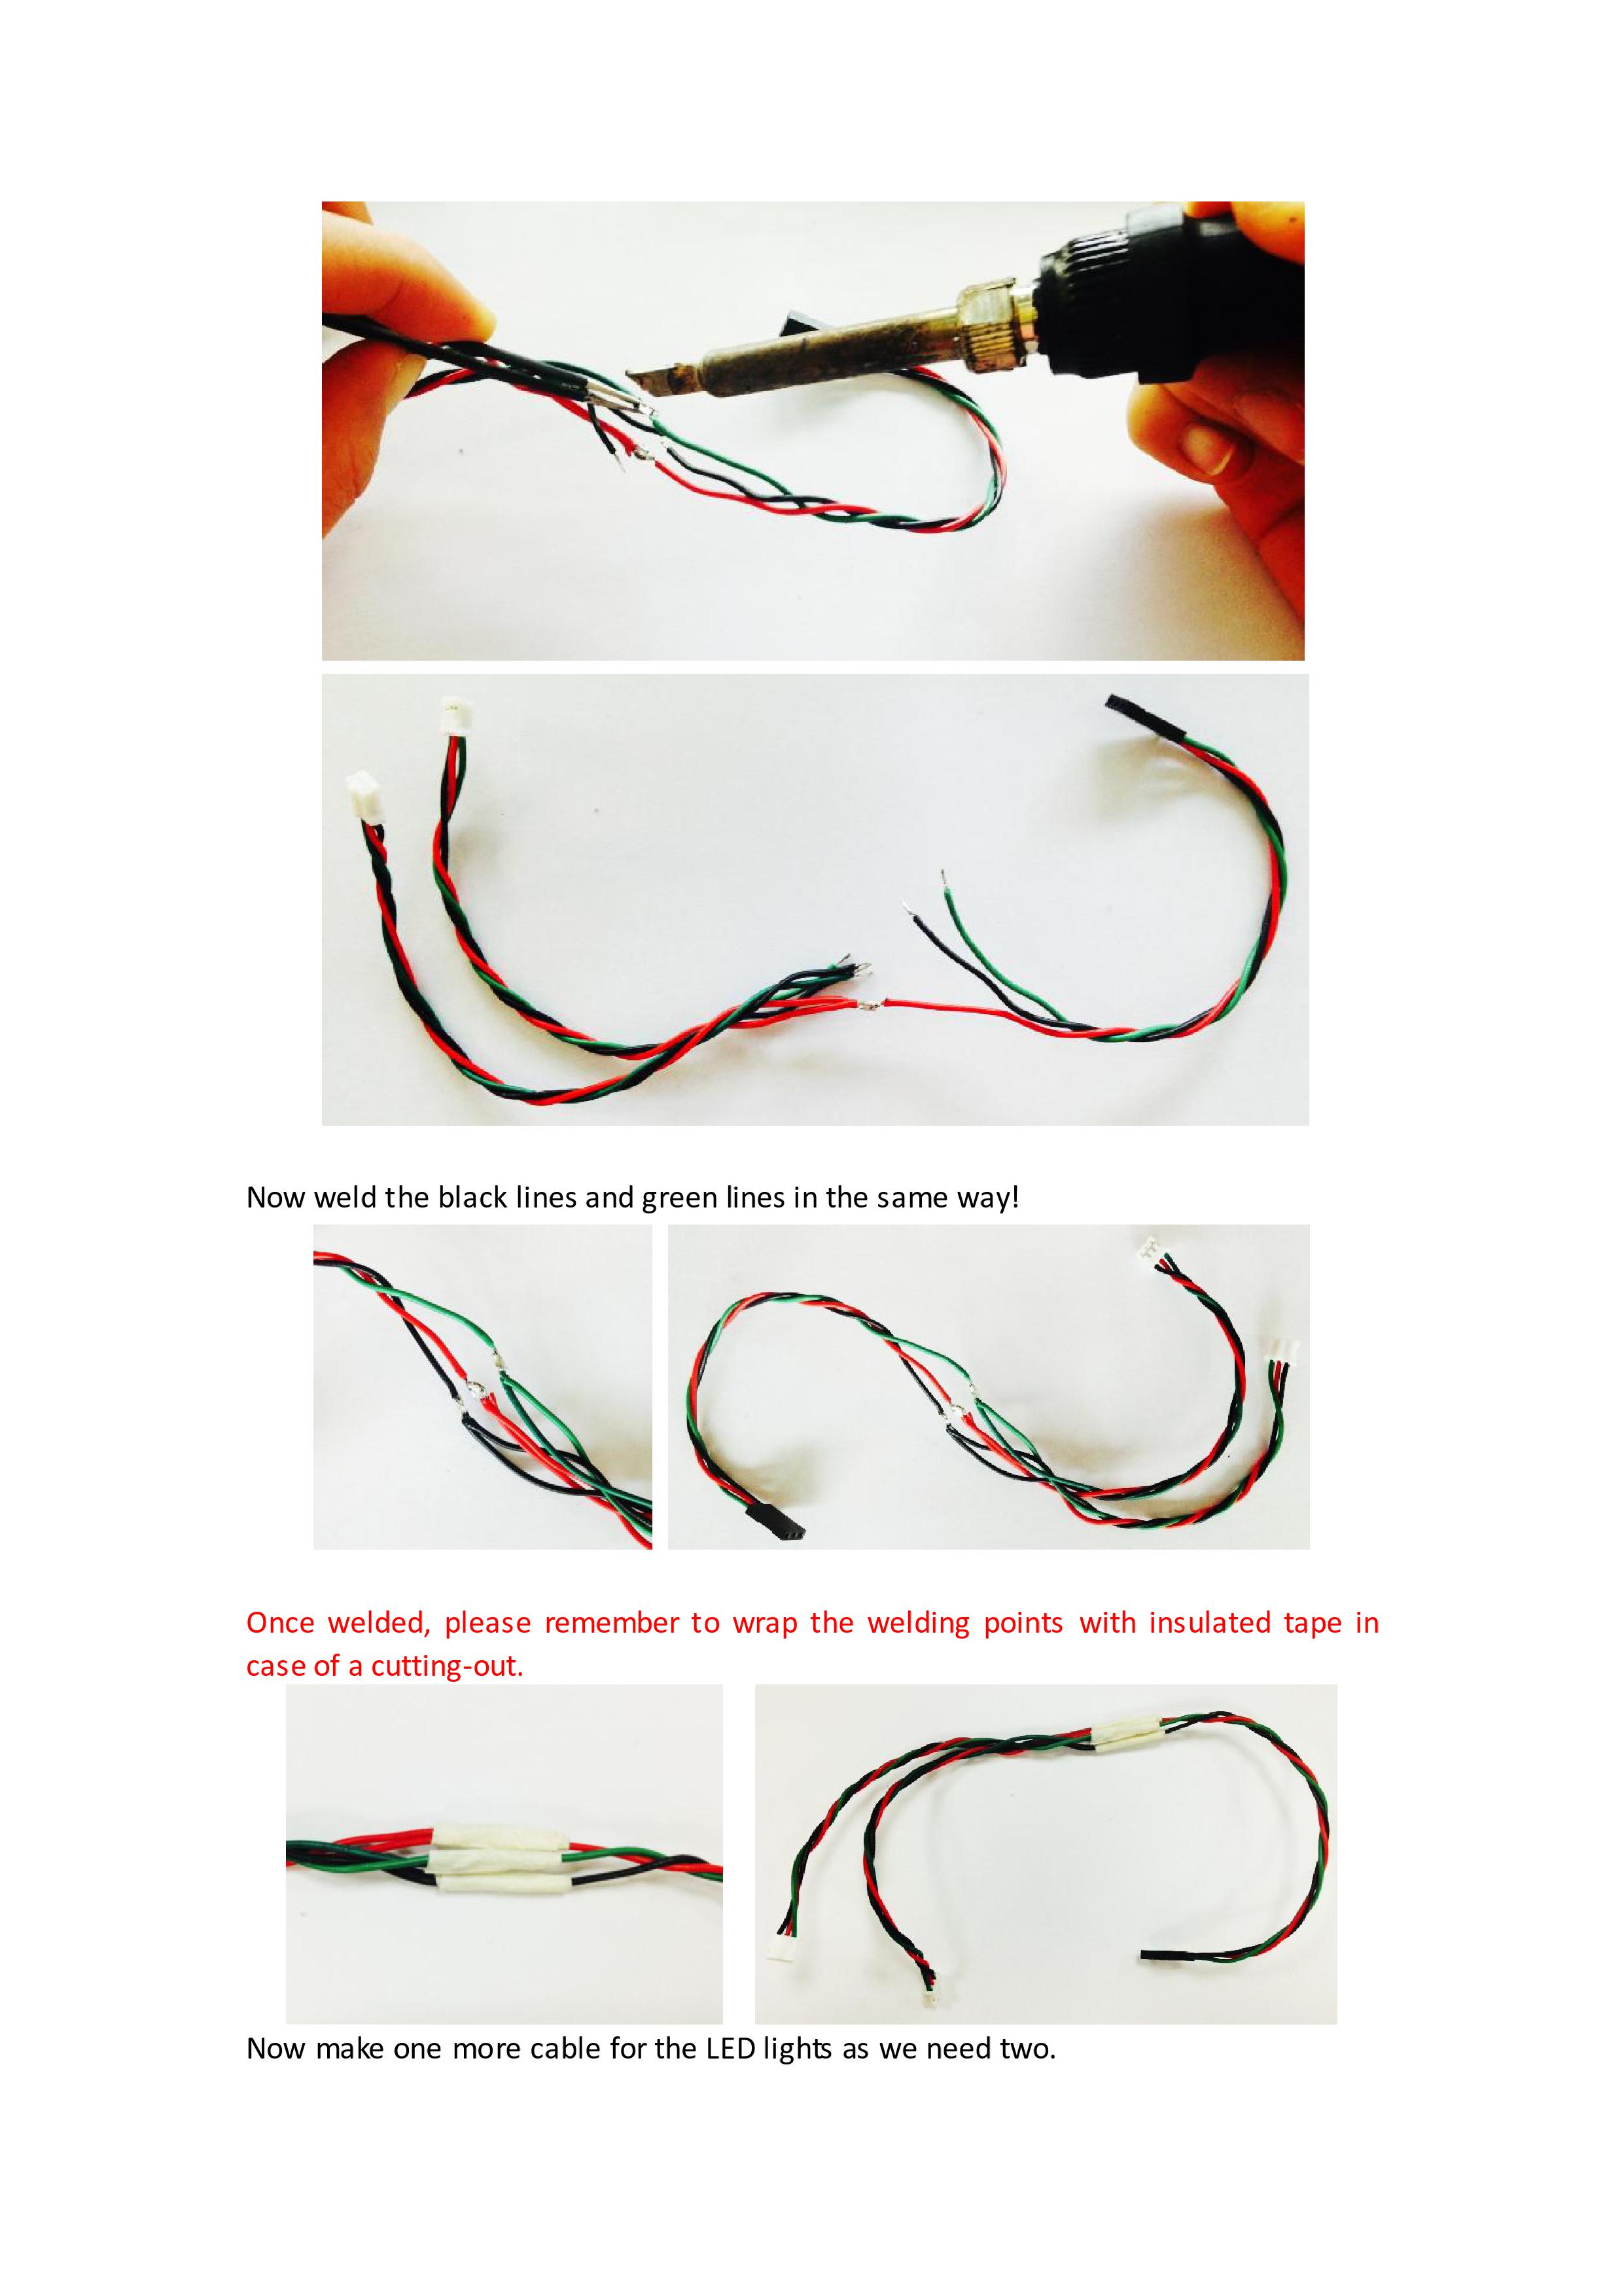 Now weld the black lines and green lines in the same way!
Once welded, please remember to wrap the welding points with insulated tape in
case of a cutting-out.
Now make one more cable for the LED lights as we need two.